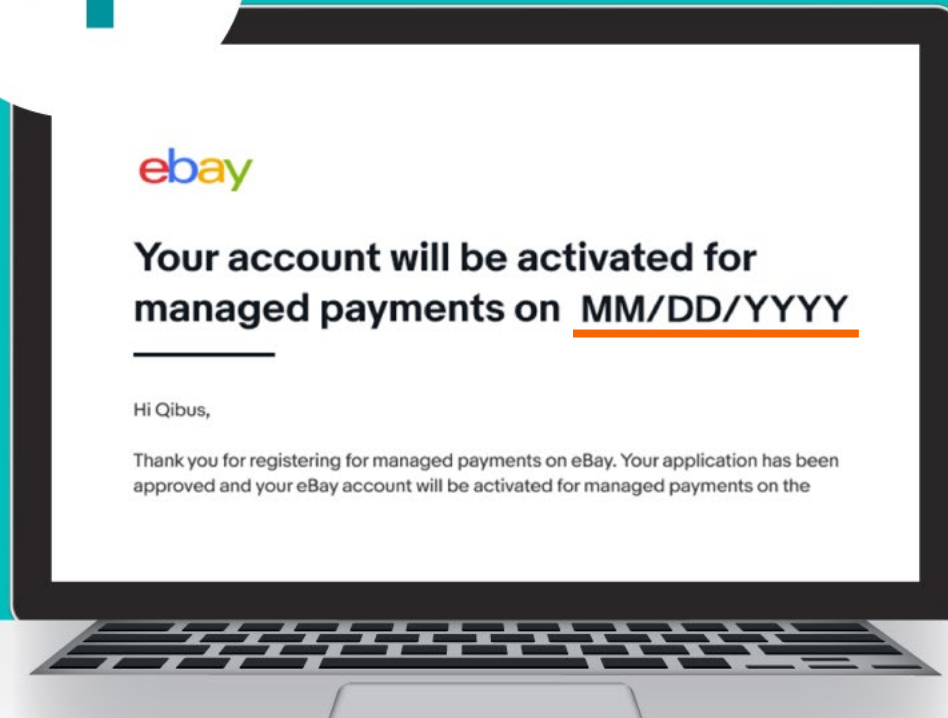 ebay
Your account will be activated for
managed payments on MM/DD/YYYY
Hi Qibus,
Thank you for registering for managed payments on eBay. Your application has been
approved and your eBay account will be activated for managed payments on the